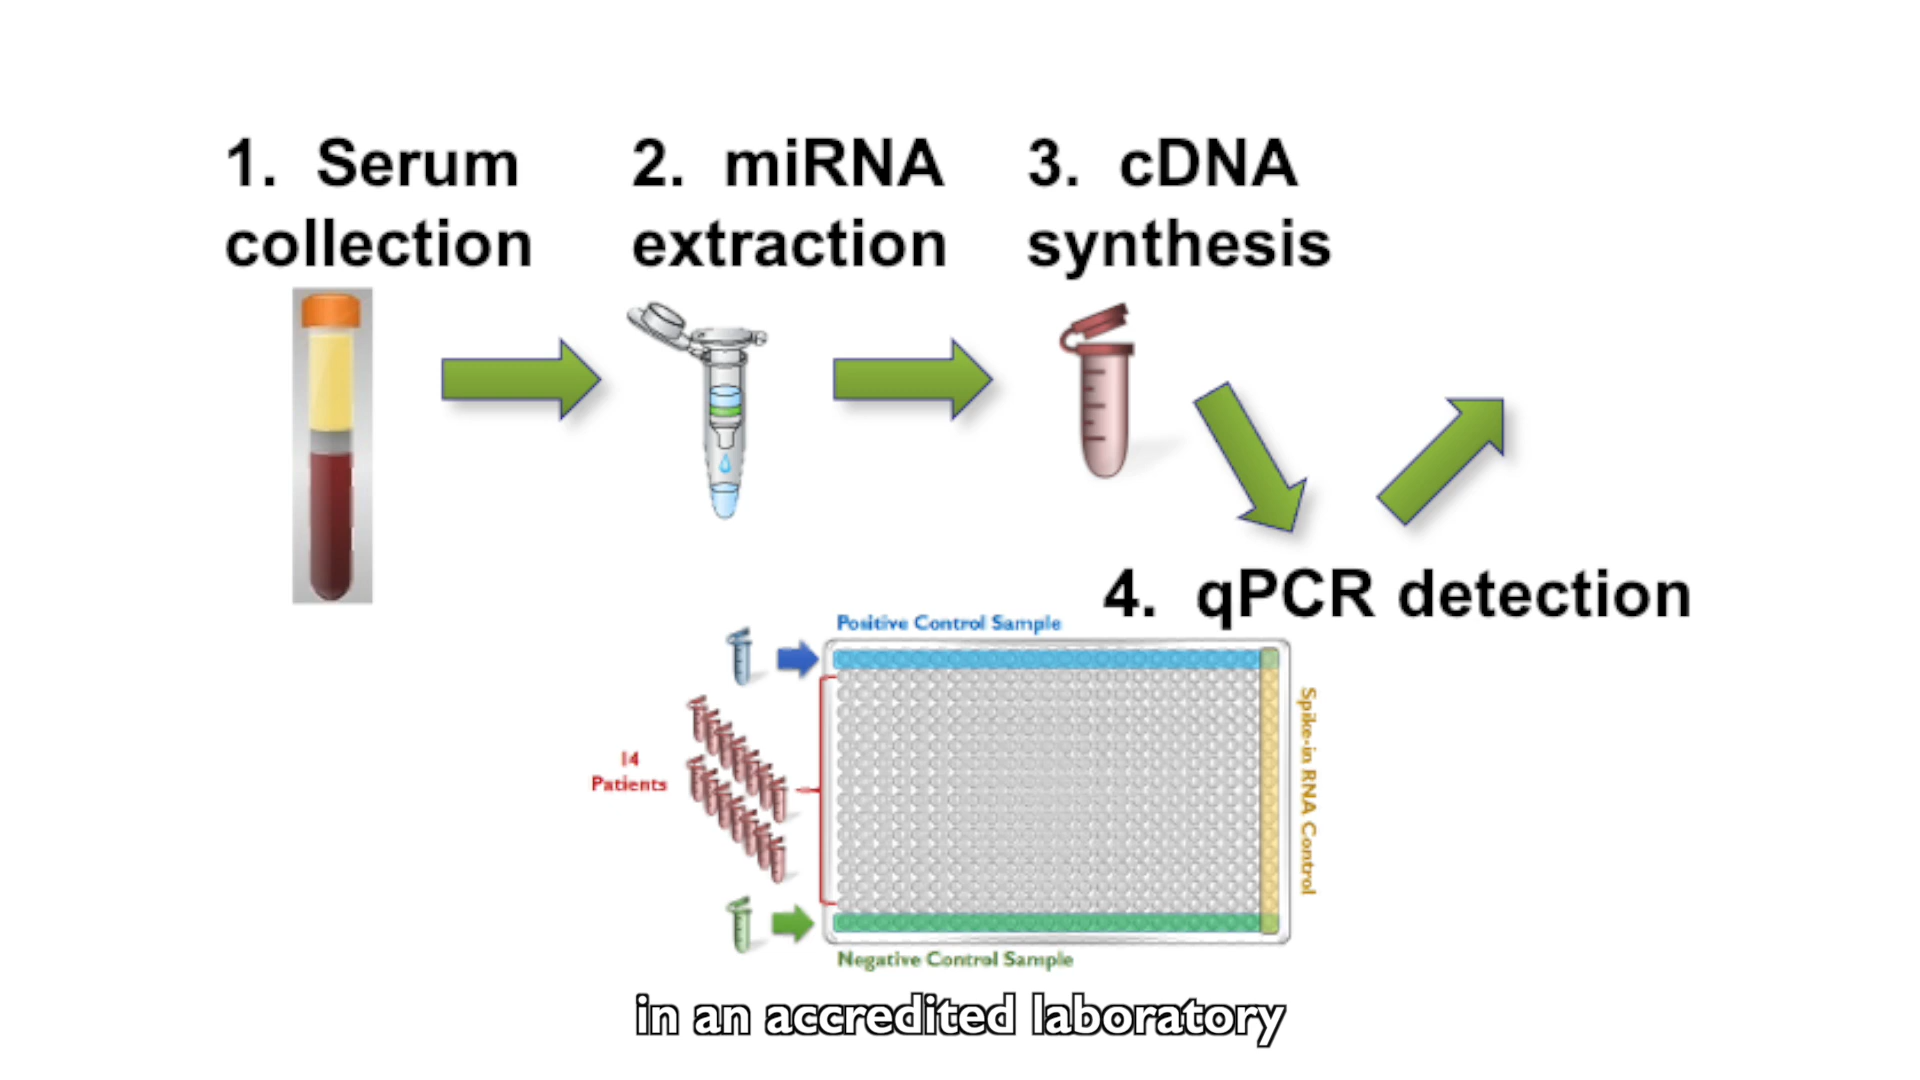 1. Serum
collection
2. miRNA
extraction
3. cDNA
synthesis
4. qPCR detection
Positive Control Sample
14
Patients
Spike-in RNA Control
Negative Control Sample
in an accredited laboratory